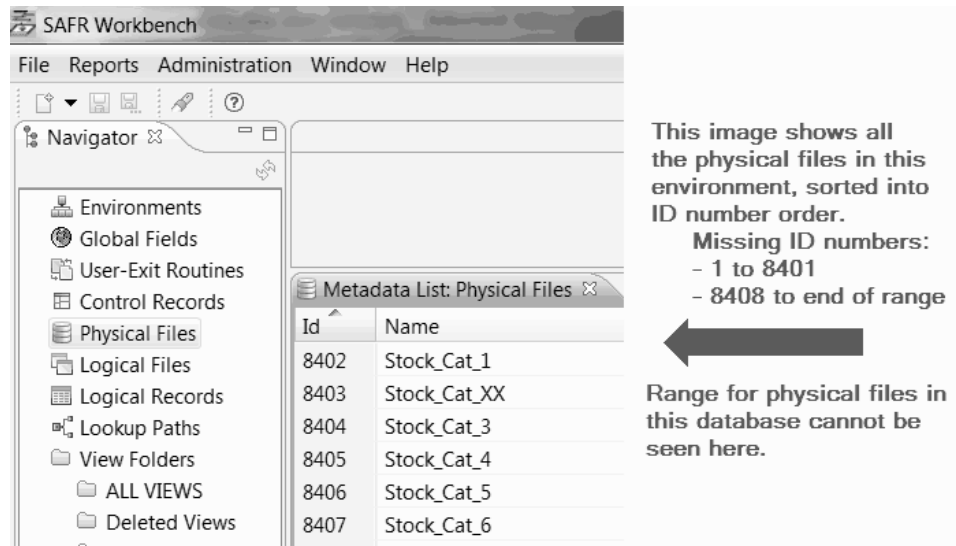 SAFR Workbench
File Reports Administration Window Help
Navigator
Environments
Global Fields
User-Exit Routines
Control Records
Physical Files
Logical Files
Logical Records
Lookup Paths
View Folders
ALL VIEWS
Deleted Views
Metadata List: Physical Files
Id Name
8402 Stock_Cat_1
8403 Stock_Cat_XX
8404 Stock_Cat_3
8405 Stock_Cat_4
8406 Stock_Cat_5
8407 Stock_Cat_6
This image shows all
the physical files in this
environment, sorted into
ID number order.
Missing ID numbers:
- 1 to 8401
- 8408 to end of range
Range for physical files in
this database cannot be
seen here.